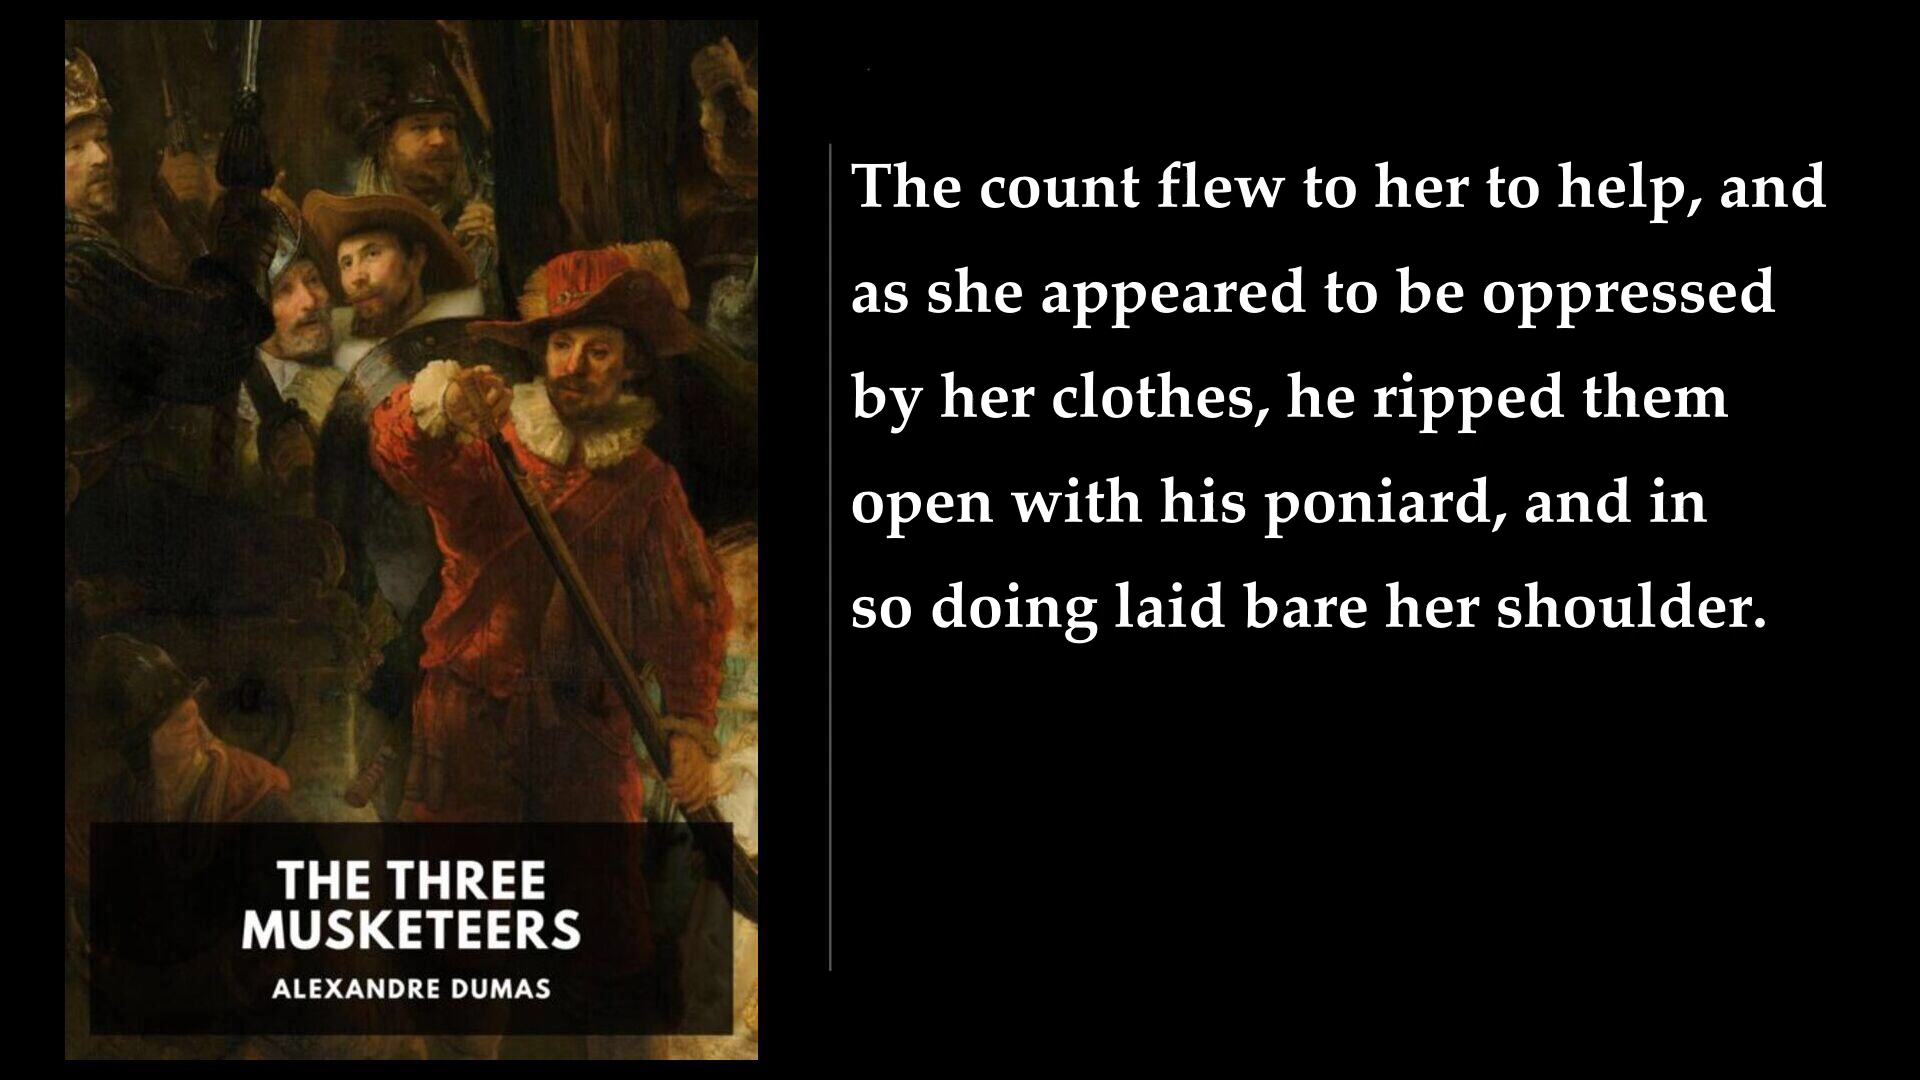 The count flew to her to help, and
as she appeared to be oppressed
by her clothes, he ripped them
open with his poniard, and in
so doing laid bare her shoulder.
THE THREE
MUSKETEERS
ALEXANDRE DUMAS